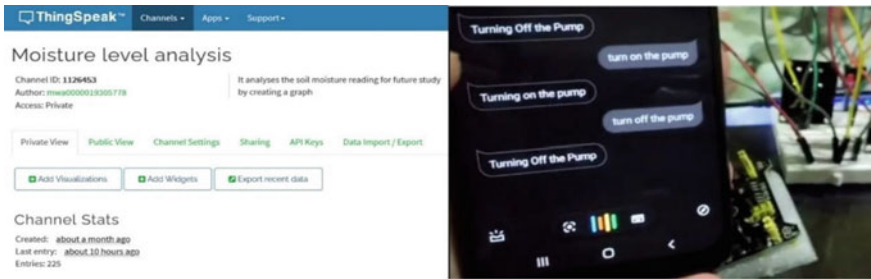 ThingSpeak™ Channels Apps Support
Moisture level analysis
Channel ID: 1126453
Author: mwa0000019305778
Access: Private
It analyses the soil moisture reading for future study
by creating a graph
Private View Public View Channel Settings Sharing API Keys Data Import / Export
Add Visualizations Add Widgets Export recent data
Channel Stats
Created: about a month ago
Last entry: about 10 hours ago
Entries: 225
Turning Off the Pump
turn on the pump
Turning on the pump
turn off the pump
Turning Off the Pump